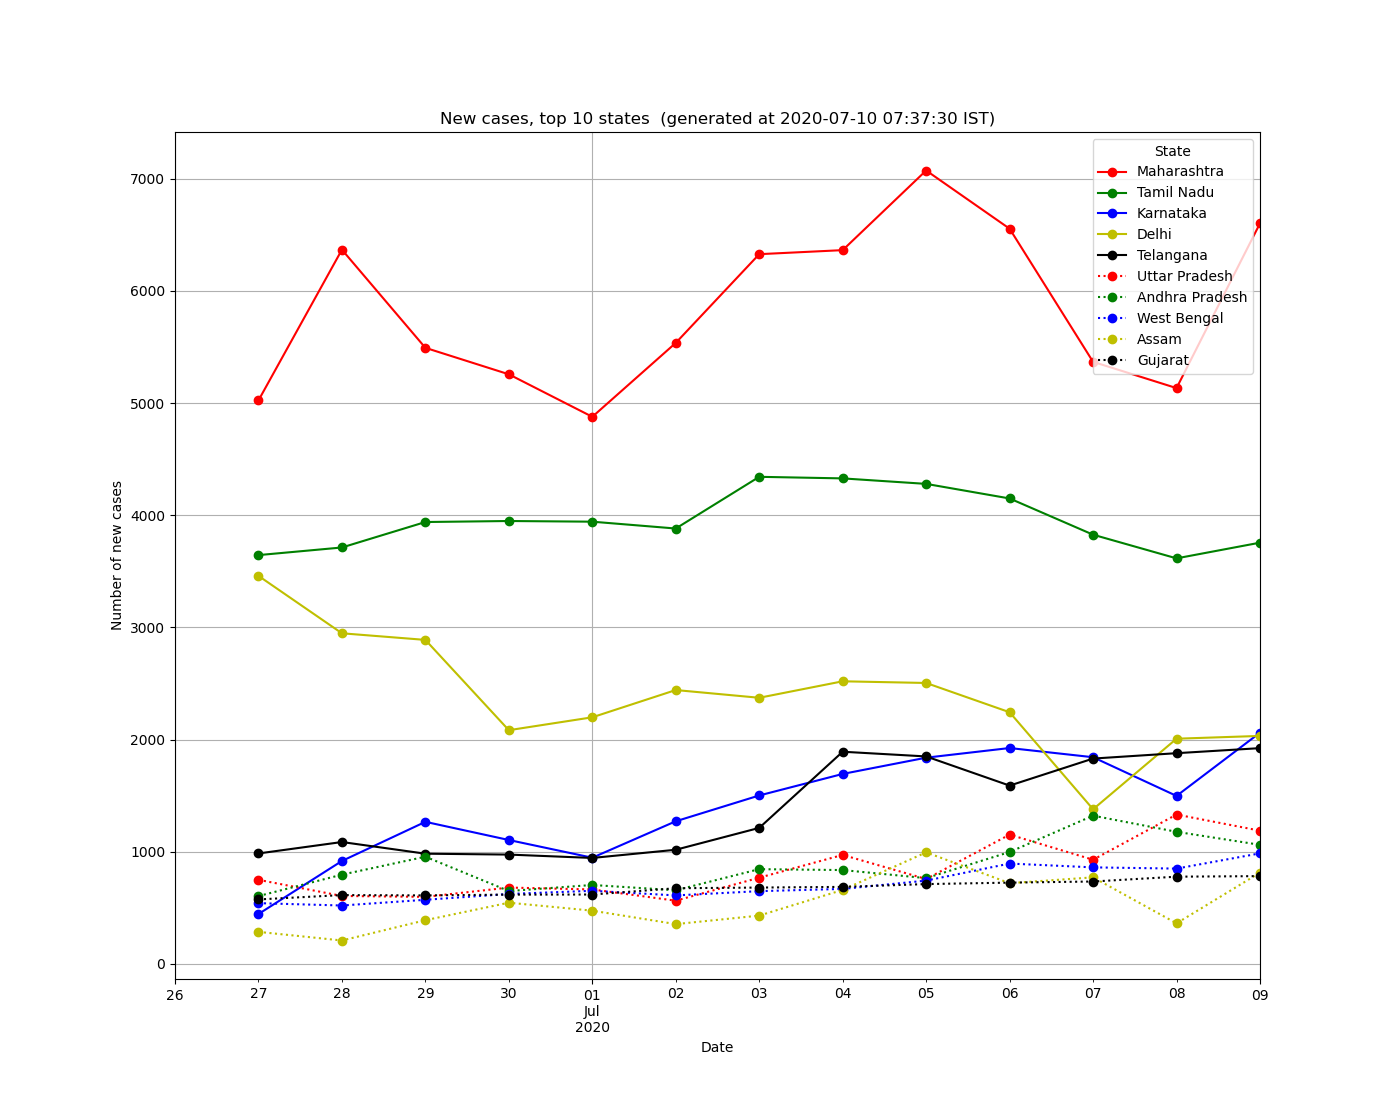 New cases, top 10 states  (generated at 2020-07-10 07:37:30 IST)
State
Maharashtra
Tamil Nadu
Karnataka
Delhi
Telangana
Uttar Pradesh
Andhra Pradesh
West Bengal
Assam
Gujarat
Number of new cases
7000
6000
5000
4000
3000
2000
1000
0
26 27 28 29 30 01 02 03 04 05 06 07 08 09
Jul
2020
Date